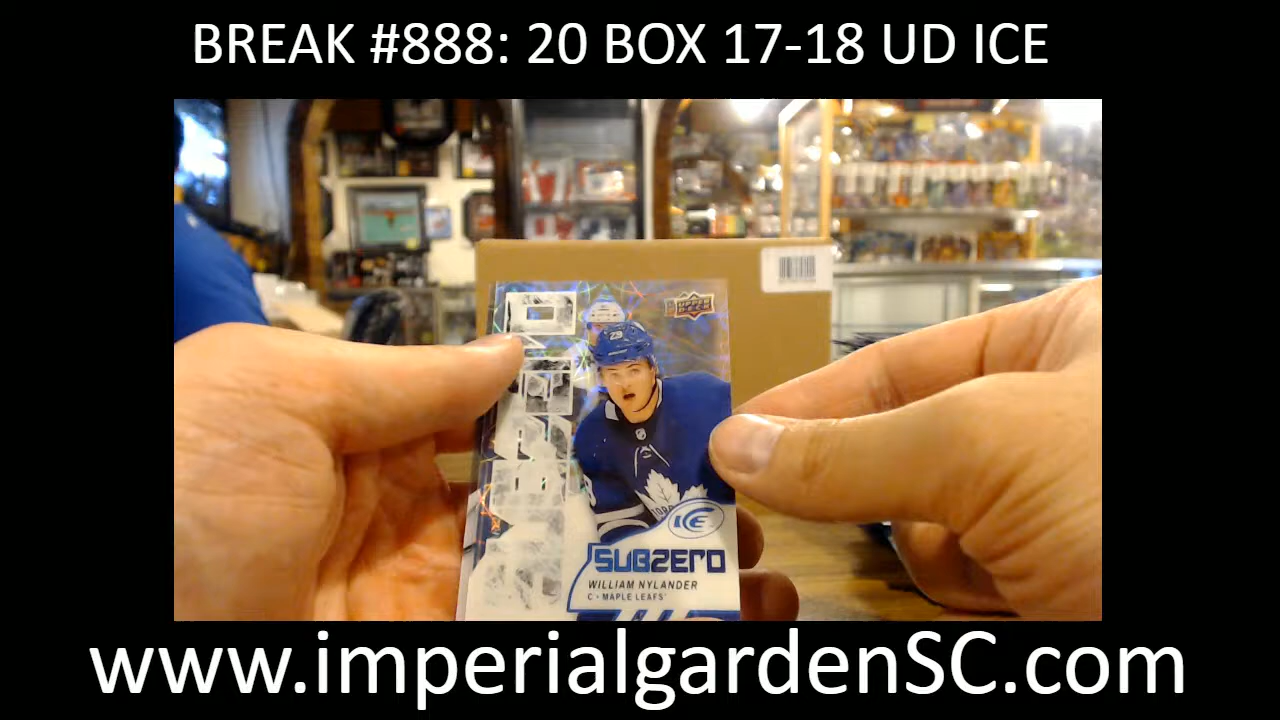 BREAK #888: 20 BOX 17-18 UD ICE
UPPER DECK
29
ICE
SUBZERO
WILLIAM NYLANDER
C • MAPLE LEAFS
www.imperialgardenSC.com